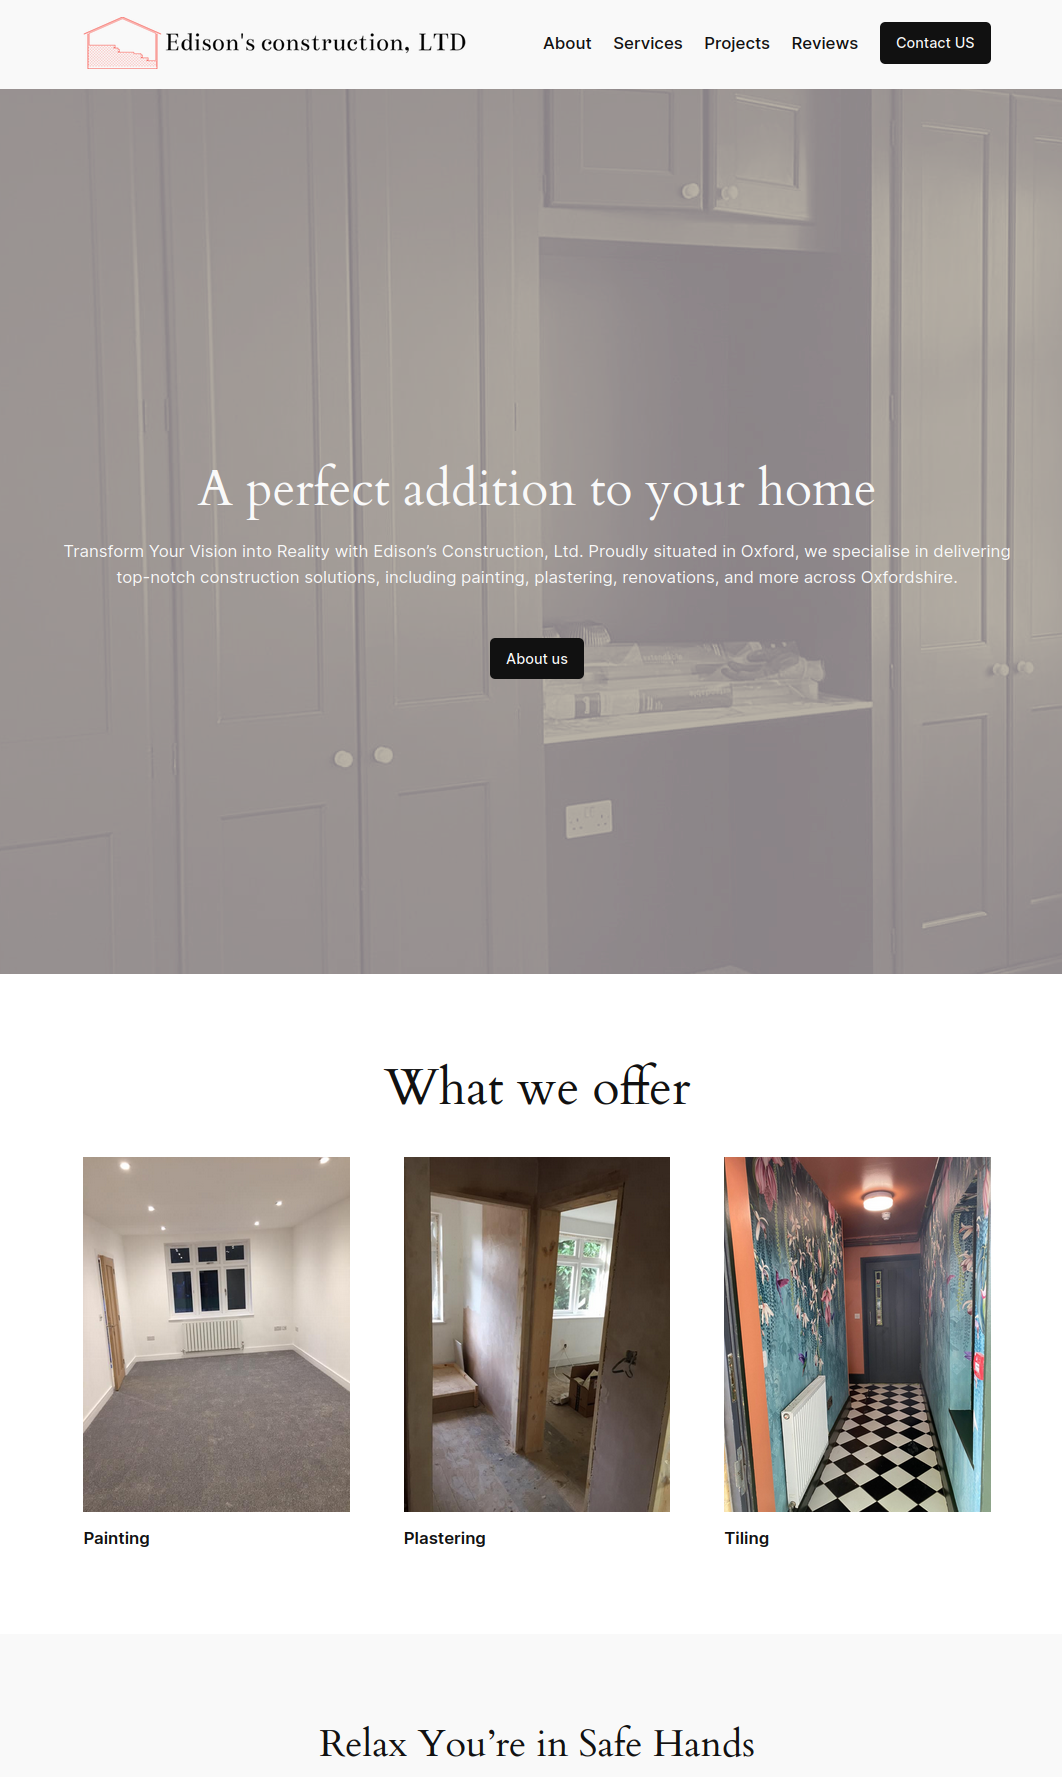 Edison's construction, LTD
About Services Projects Reviews Contact US
A perfect addition to your home
Transform Your Vision into Reality with Edison’s Construction, Ltd. Proudly situated in Oxford, we specialise in delivering
top-notch construction solutions, including painting, plastering, renovations, and more across Oxfordshire.
About us
What we offer
Painting Plastering Tiling
Relax You’re in Safe Hands